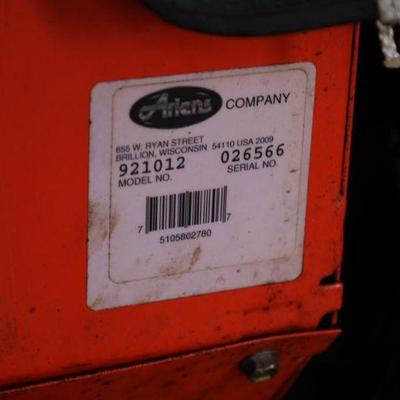 Ariens COMPANY
655 W. RYAN STREET
BRILLION, WISCONSIN 54110 USA 2009
921012 026566
MODEL NO. SERIAL NO.
7 5105802780 7